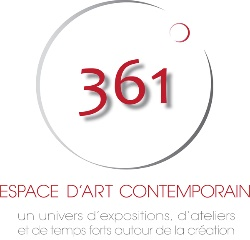 361
ESPACE D'ART CONTEMPORAIN
un univers d'expositions, d'ateliers
et de temps forts autour de la création